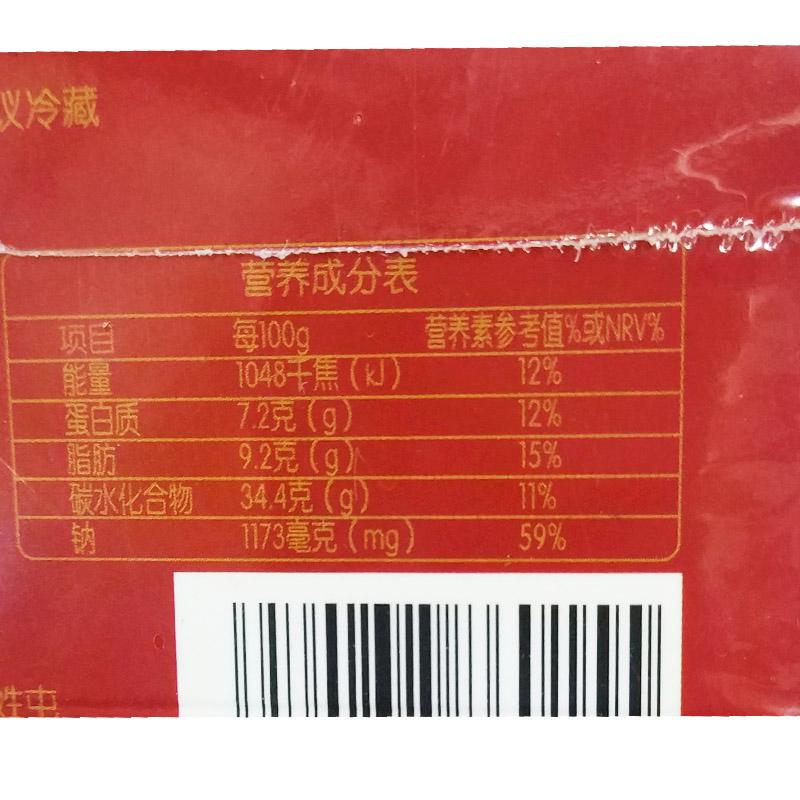 议冷藏
营养成分表
项目 每100g 营养素参考值%或NRV%
能量 1048千焦（kJ） 12%
蛋白质 7.2克（g） 12%
脂肪 9.2克（g） 15%
碳水化合物 34.4克（g） 11%
钠 1173毫克（mg） 59%